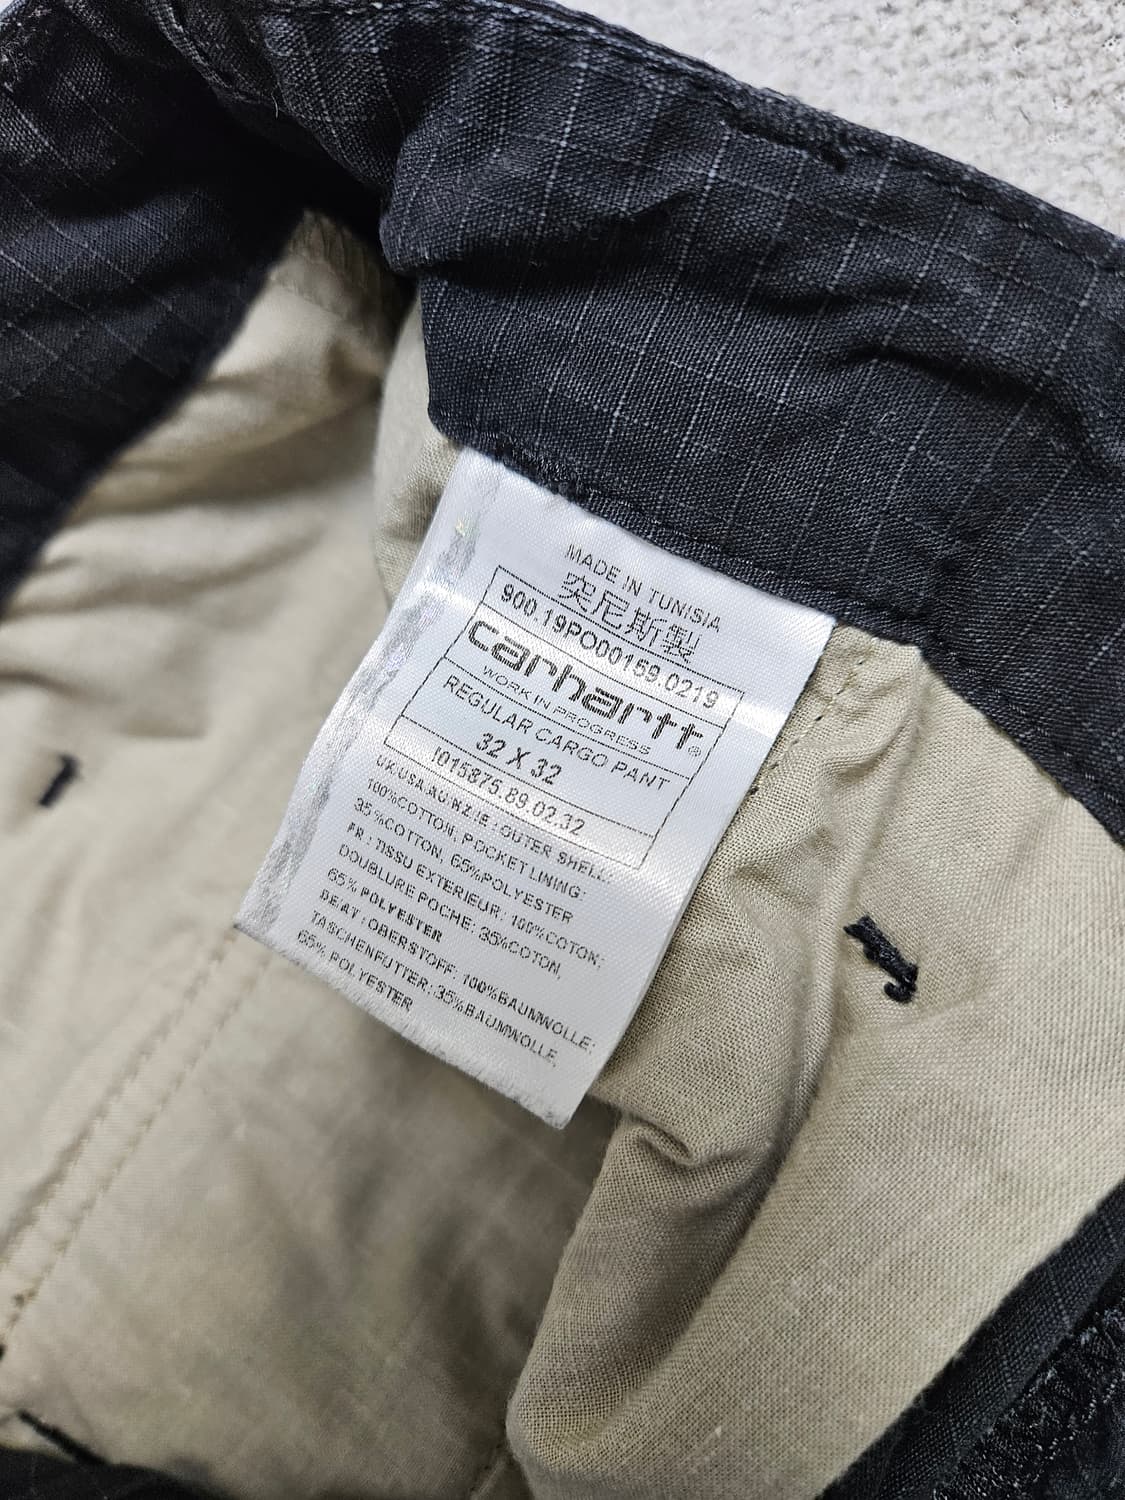 MADE IN TUNISIA
突尼斯製
900.19PO00159.0219
carhartt®
WORK IN PROGRESS
REGULAR CARGO PANT
32 X 32
I015875.89.02.32
UK/USA,AU/NZ/IE: OUTER SHELL:
100%COTTON, POCKET LINING:
35%COTTON, 65%POLYESTER
FR: TISSU EXTERIEUR: 100%COTON;
DOUBLURE POCHE: 35%COTON,
65% POLYESTER
DE/AT: OBERSTOFF: 100%BAUMWOLLE;
TASCHENFUTTER: 35%BAUMWOLLE,
65% POLYESTER